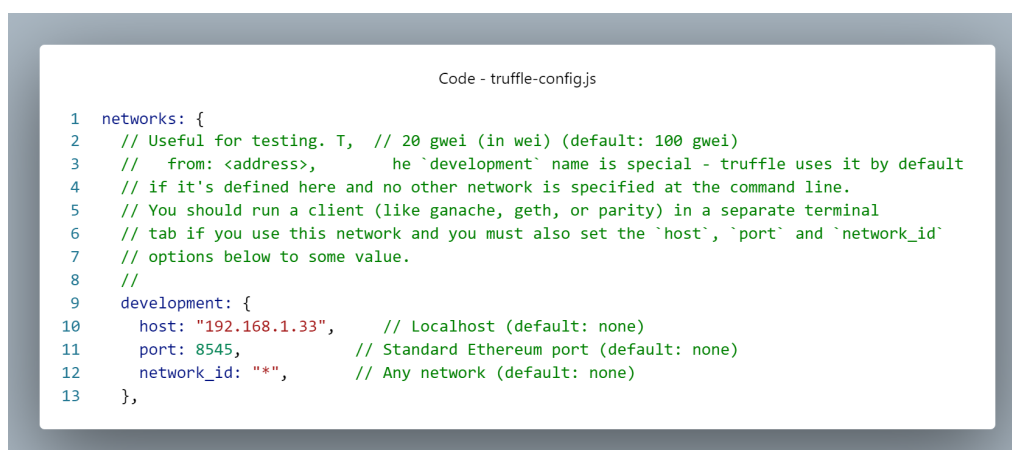 Code - truffle-config.js
1 networks: {
2 // Useful for testing. T, // 20 gwei (in wei) (default: 100 gwei)
3 //   from: <address>,        he `development` name is special - truffle uses it by default
4 // if it's defined here and no other network is specified at the command line.
5 // You should run a client (like ganache, geth, or parity) in a separate terminal
6 // tab if you use this network and you must also set the `host`, `port` and `network_id`
7 // options below to some value.
8 //
9 development: {
10 host: "192.168.1.33",     // Localhost (default: none)
11 port: 8545,            // Standard Ethereum port (default: none)
12 network_id: "*",       // Any network (default: none)
13 },